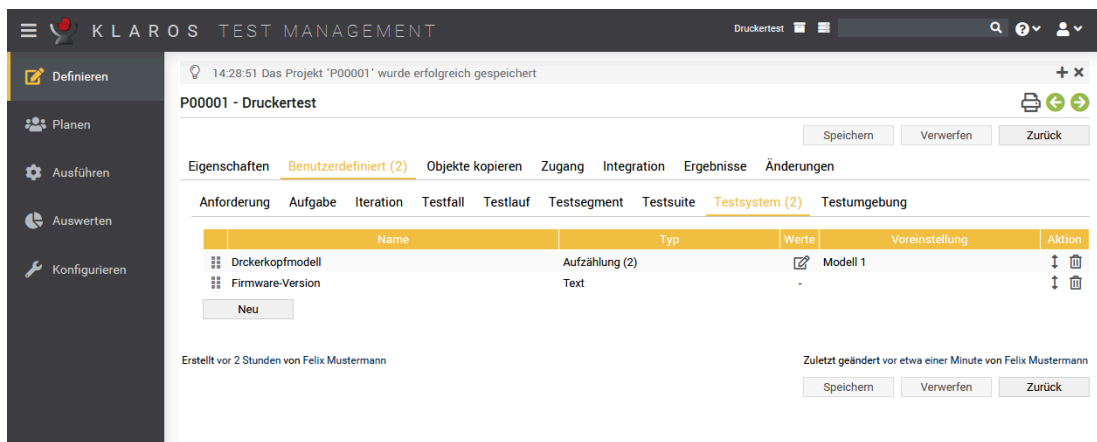 KLAROS TEST MANAGEMENT Druckertest
Definieren
Planen
Ausführen
Auswerten
Konfigurieren
14:28:51 Das Projekt 'P00001' wurde erfolgreich gespeichert
P00001 - Druckertest
Speichern Verwerfen Zurück
Eigenschaften Benutzerdefiniert (2) Objekte kopieren Zugang Integration Ergebnisse Änderungen
Anforderung Aufgabe Iteration Testfall Testlauf Testsegment Testsuite Testsystem (2) Testumgebung
Name Typ Werte Voreinstellung Aktion
Drckerkopfmodell Aufzählung (2) Modell 1
Firmware-Version Text -
Neu
Erstellt vor 2 Stunden von Felix Mustermann Zuletzt geändert vor etwa einer Minute von Felix Mustermann
Speichern Verwerfen Zurück